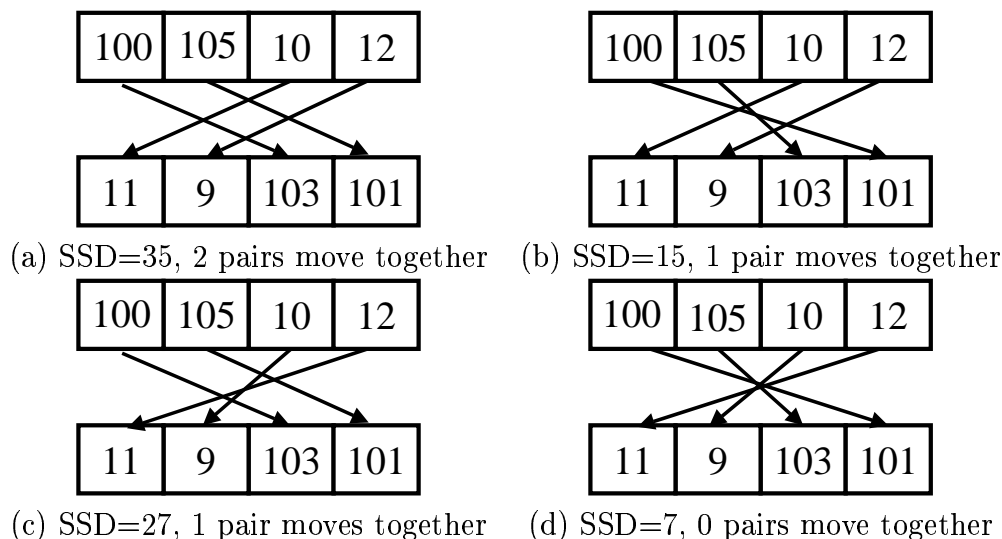 100 105 10 12
11 9 103 101
(a) SSD=35, 2 pairs move together
100 105 10 12
11 9 103 101
(b) SSD=15, 1 pair moves together
100 105 10 12
11 9 103 101
(c) SSD=27, 1 pair moves together
100 105 10 12
11 9 103 101
(d) SSD=7, 0 pairs move together